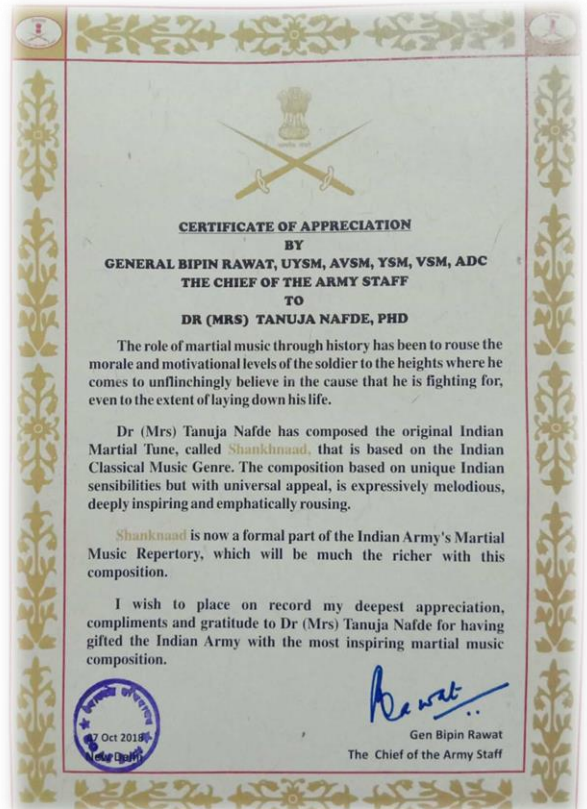 CERTIFICATE OF APPRECIATION
BY
GENERAL BIPIN RAWAT, UYSM, AVSM, YSM, VSM, ADC
THE CHIEF OF THE ARMY STAFF
TO
DR (MRS) TANUJA NAFDE, PHD
The role of martial music through history has been to rouse the
morale and motivational levels of the soldier to the heights where he
comes to unflinchingly believe in the cause that he is fighting for,
even to the extent of laying down his life.
Dr (Mrs) Tanuja Nafde has composed the original Indian
Martial Tune, called Shankhnaad, that is based on the Indian
Classical Music Genre. The composition based on unique Indian
sensibilities but with universal appeal, is expressively melodious,
deeply inspiring and emphatically rousing.
Shanknaad is now a formal part of the Indian Army's Martial
Music Repertory, which will be much the richer with this
composition.
I wish to place on record my deepest appreciation,
compliments and gratitude to Dr (Mrs) Tanuja Nafde for having
gifted the Indian Army with the most inspiring martial music
composition.
Rawat
7 Oct 2018
New Delhi
Gen Bipin Rawat
The Chief of the Army Staff